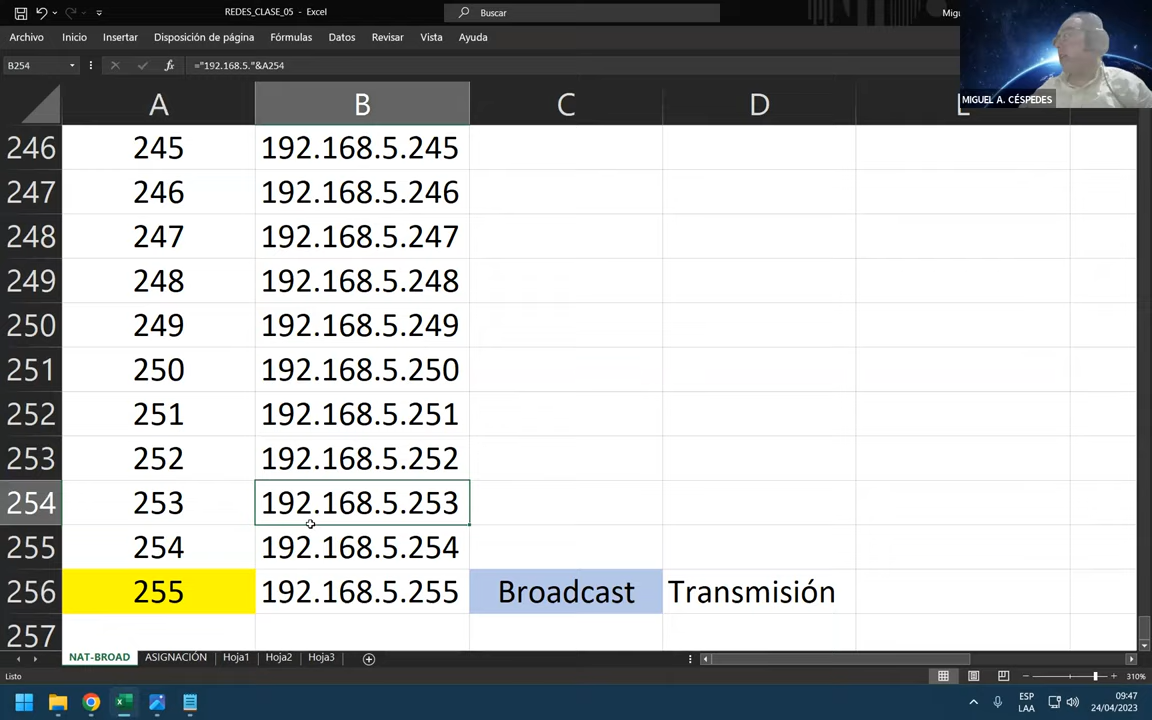 REDES_CLASE_05 - Excel
Buscar
Archivo Inicio Insertar Disposición de página Fórmulas Datos Revisar Vista Ayuda
B254 fx ="192.168.5."&A254
MIGUEL A. CÉSPEDES
A B C D
246 245 192.168.5.245
247 246 192.168.5.246
248 247 192.168.5.247
249 248 192.168.5.248
250 249 192.168.5.249
251 250 192.168.5.250
252 251 192.168.5.251
253 252 192.168.5.252
254 253 192.168.5.253
255 254 192.168.5.254
256 255 192.168.5.255 Broadcast Transmisión
257
NAT-BROAD ASIGNACIÓN Hoja1 Hoja2 Hoja3
Listo 310%
ESP 09:47
LAA 24/04/2023